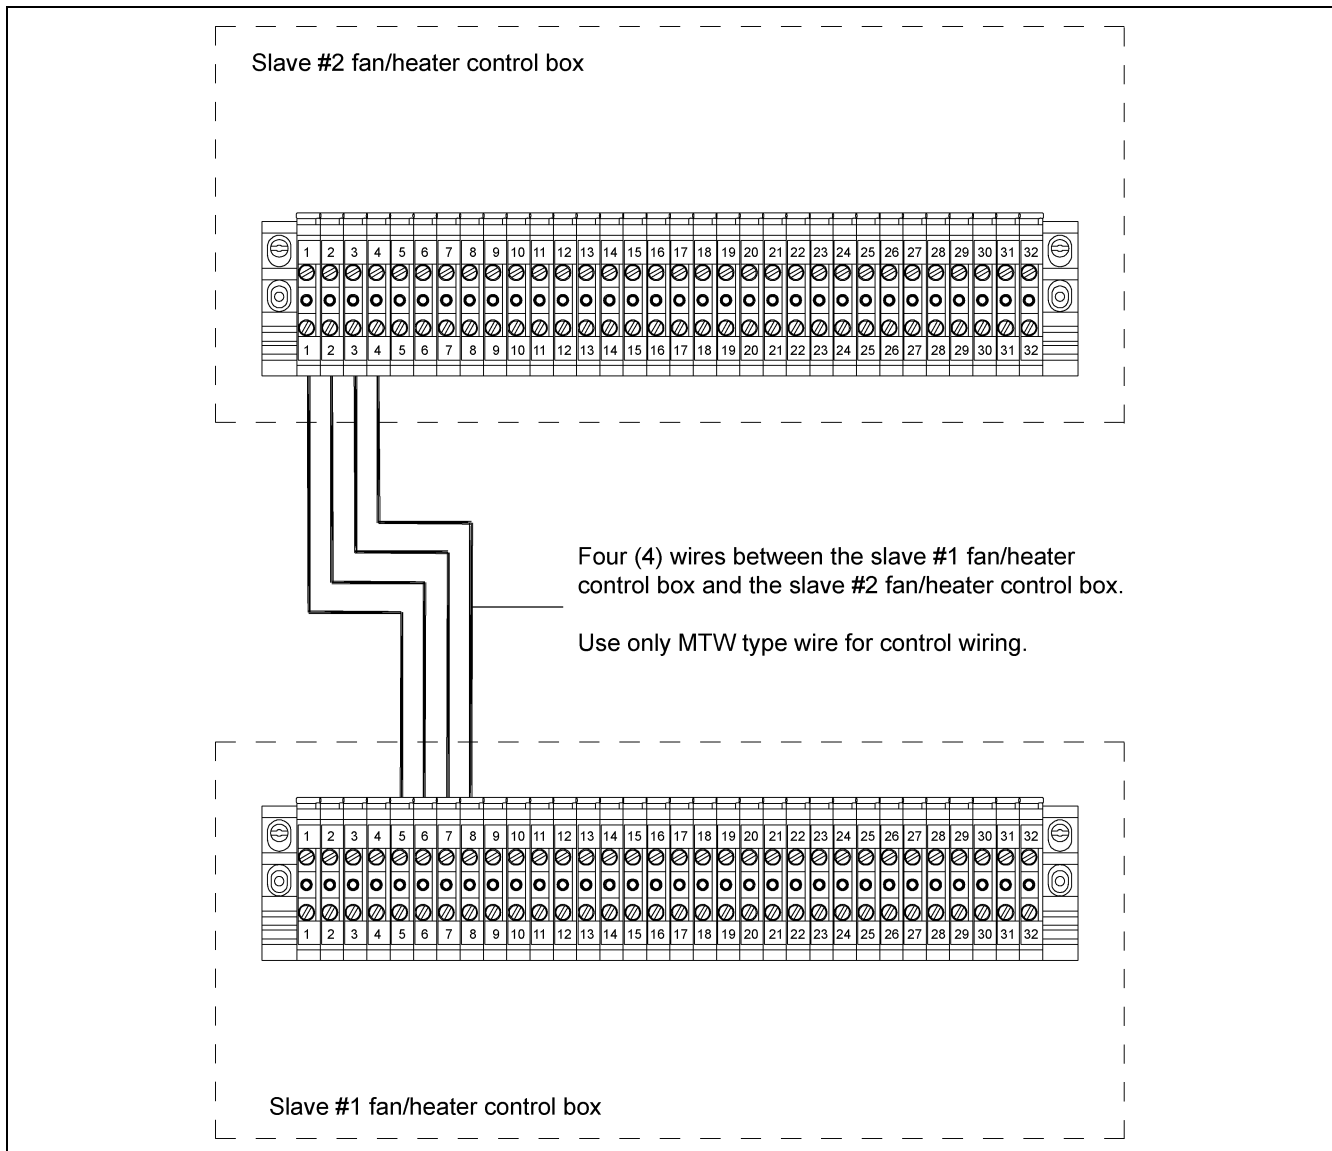 Slave #2 fan/heater control box
1 2 3 4 5 6 7 8 9 10 11 12 13 14 15 16 17 18 19 20 21 22 23 24 25 26 27 28 29 30 31 32
1 2 3 4 5 6 7 8 9 10 11 12 13 14 15 16 17 18 19 20 21 22 23 24 25 26 27 28 29 30 31 32
Four (4) wires between the slave #1 fan/heater
control box and the slave #2 fan/heater control box.
Use only MTW type wire for control wiring.
1 2 3 4 5 6 7 8 9 10 11 12 13 14 15 16 17 18 19 20 21 22 23 24 25 26 27 28 29 30 31 32
1 2 3 4 5 6 7 8 9 10 11 12 13 14 15 16 17 18 19 20 21 22 23 24 25 26 27 28 29 30 31 32
Slave #1 fan/heater control box